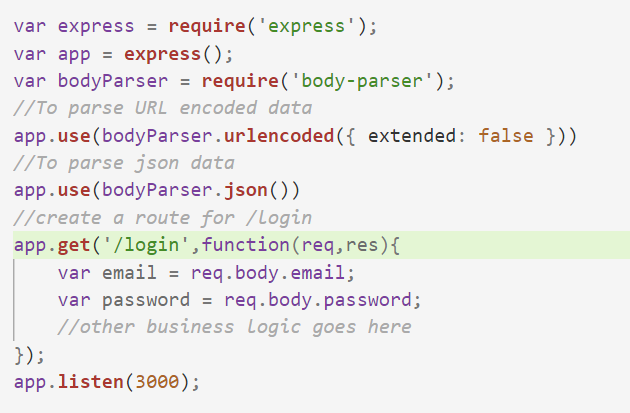 var express = require('express');
var app = express();
var bodyParser = require('body-parser');
//To parse URL encoded data
app.use(bodyParser.urlencoded({ extended: false }))
//To parse json data
app.use(bodyParser.json())
//create a route for /login
app.get('/login',function(req,res){
    var email = req.body.email;
    var password = req.body.password;
    //other business logic goes here
});
app.listen(3000);